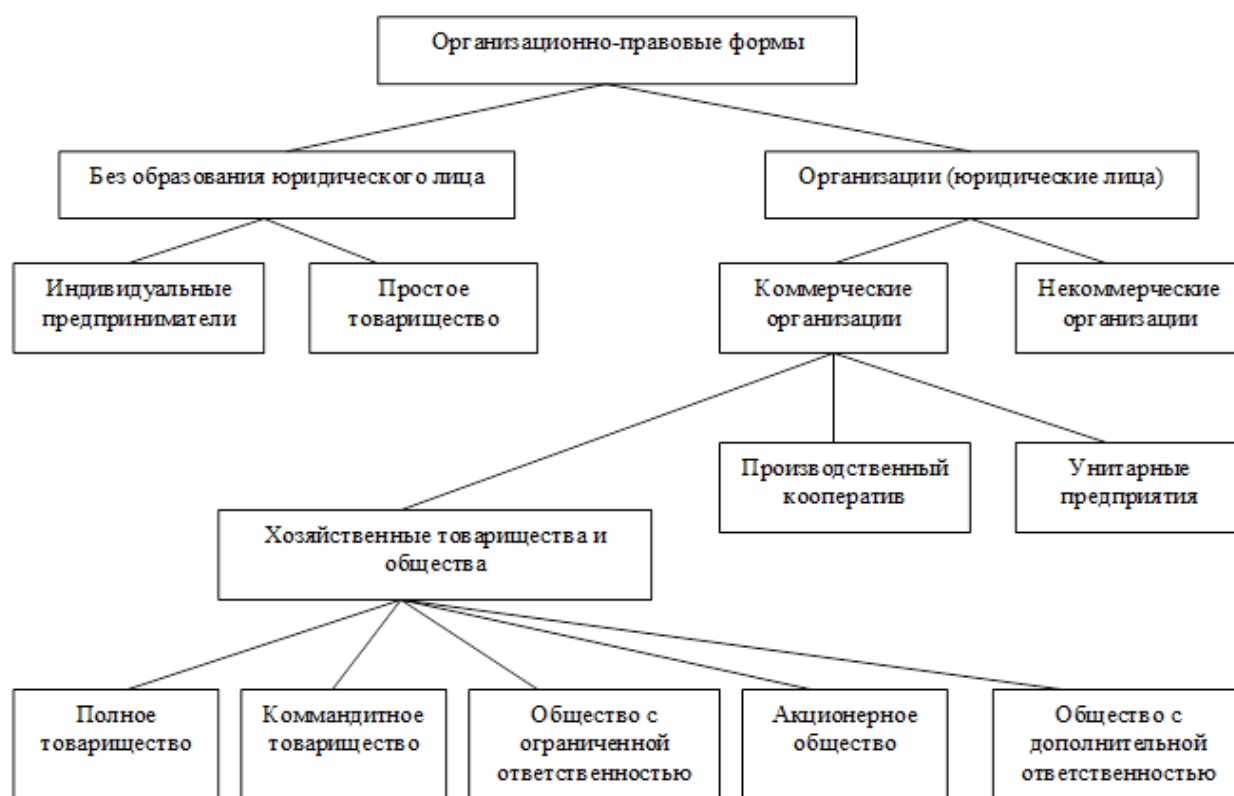 Организационно-правовые формы
Без образования юридического лица
Организации (юридические лица)
Индивидуальные
предприниматели
Простое
товарищество
Коммерческие
организации
Некоммерческие
организации
Производственный
кооператив
Унитарные
предприятия
Хозяйственные товарищества и
общества
Полное
товарищество
Коммандитное
товарищество
Общество с
ограниченной
ответственностью
Акционерное
общество
Общество с
дополнительной
ответственностью